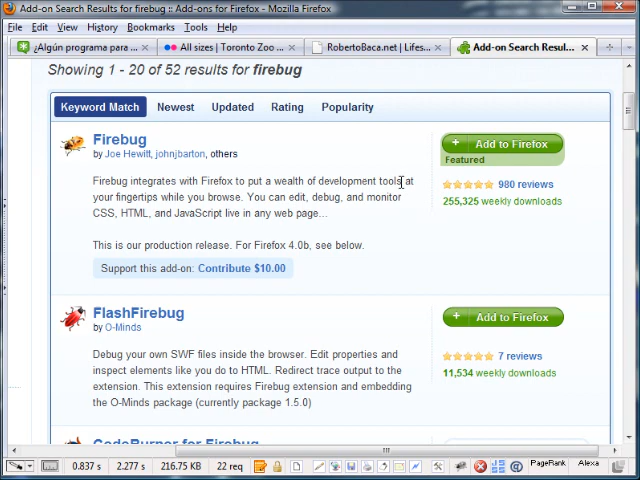 Add-on Search Results for firebug :: Add-ons for Firefox - Mozilla Firefox
File Edit View History Bookmarks Tools Help
¿Algún programa para ... All sizes | Toronto Zoo ... RobertoBaca.net | Lifes... Add-on Search Resul...
Showing 1 - 20 of 52 results for firebug
Keyword Match Newest Updated Rating Popularity
Firebug
by Joe Hewitt, johnjbarton, others
+ Add to Firefox
Featured
Firebug integrates with Firefox to put a wealth of development tools at
your fingertips while you browse. You can edit, debug, and monitor
CSS, HTML, and JavaScript live in any web page...
980 reviews
255,325 weekly downloads
This is our production release. For Firefox 4.0b, see below.
Support this add-on: Contribute $10.00
FlashFirebug
by O-Minds
+ Add to Firefox
Debug your own SWF files inside the browser. Edit properties and
inspect elements like you do to HTML. Redirect trace output to the
extension. This extension requires Firebug extension and embedding
the O-Minds package (currently package 1.5.0)
7 reviews
11,534 weekly downloads
CodeBurner for Firebug
0.837 s 2.277 s 216.75 KB 22 req PageRank Alexa